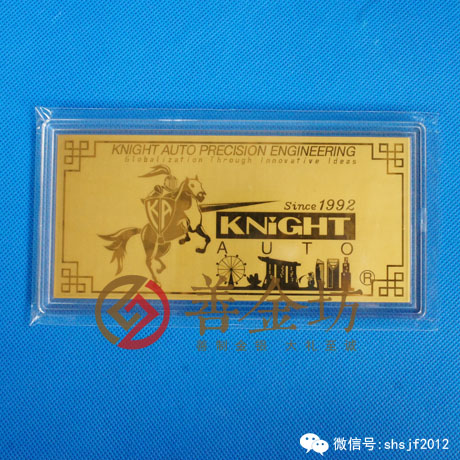 KNIGHT AUTO PRECISION ENGINEERING
Globalization Through Innovative Ideas
KA
Since 1992
KNiGHT
AUTO
®
善金坊
微信号:shsjf2012